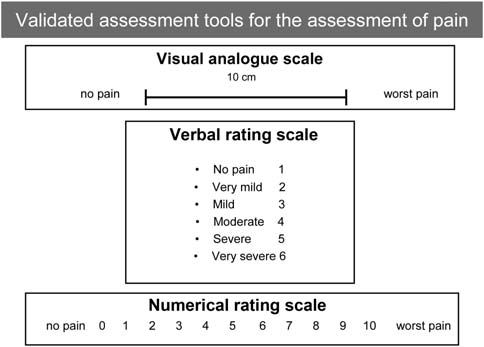 Validated assessment tools for the assessment of pain
Visual analogue scale
10 cm
no pain worst pain
Verbal rating scale
• No pain 1
• Very mild 2
• Mild 3
• Moderate 4
• Severe 5
• Very severe 6
Numerical rating scale
no pain 0 1 2 3 4 5 6 7 8 9 10 worst pain